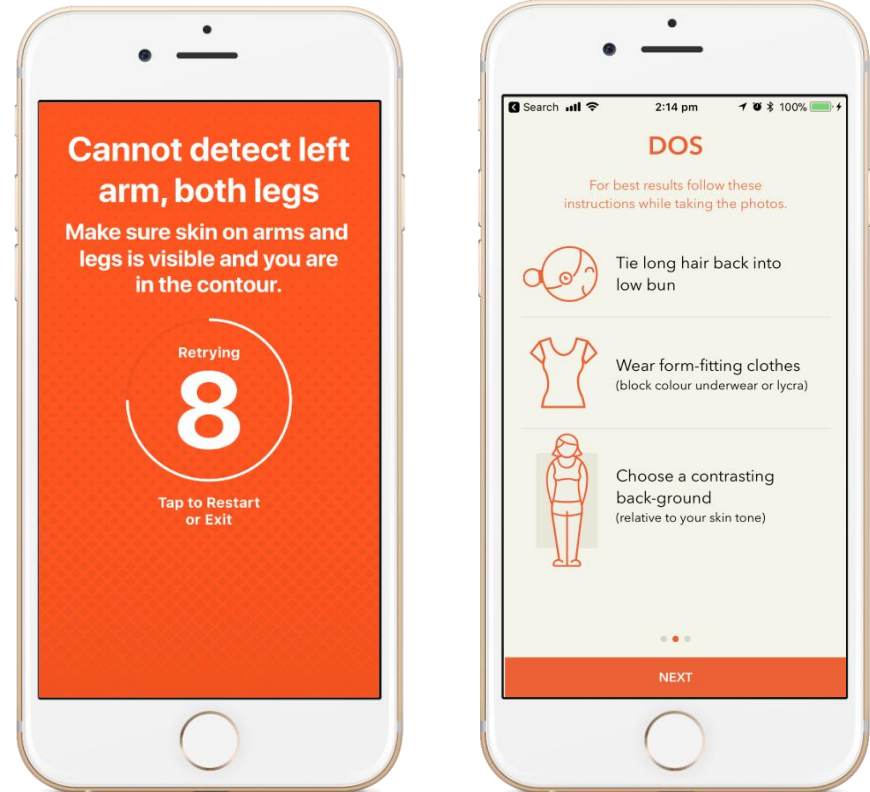 Cannot detect left
arm, both legs
Make sure skin on arms and
legs is visible and you are
in the contour.
Retrying
8
Tap to Restart
or Exit
Search
2:14 pm
100%
DOS
For best results follow these
instructions while taking the photos.
Tie long hair back into
low bun
Wear form-fitting clothes
(block colour underwear or lycra)
Choose a contrasting
back-ground
(relative to your skin tone)
NEXT